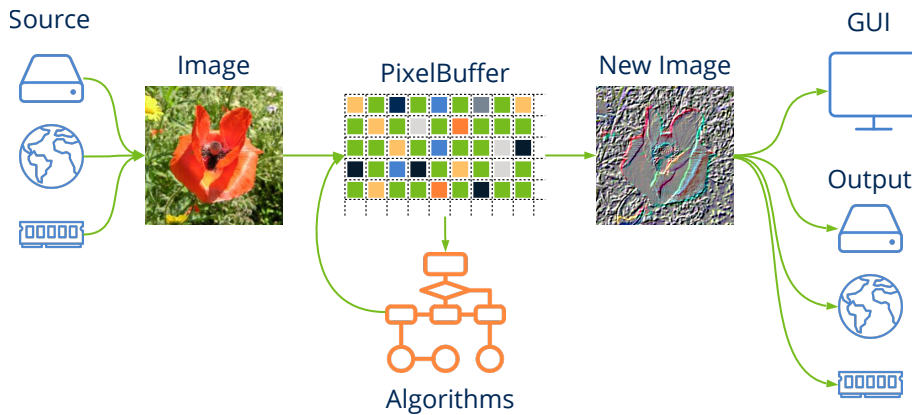 Source
Image
PixelBuffer
New Image
GUI
Output
Algorithms